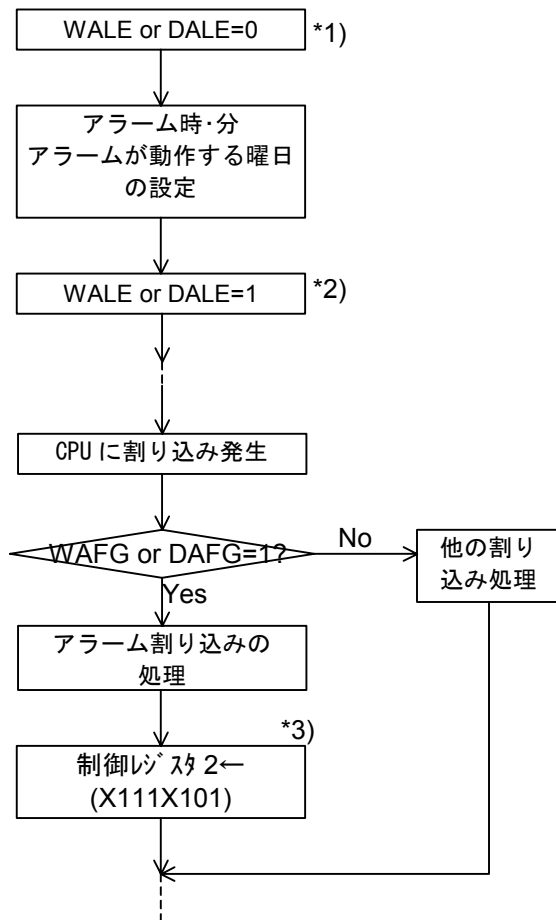 WALE or DALE=0
*1)
アラーム時・分
アラームが動作する曜日
の設定
WALE or DALE=1
*2)
CPU に割り込み発生
WAFG or DAFG=1?
No
他の割り
込み処理
Yes
アラーム割り込みの
処理
*3)
制御ﾚｼﾞｽﾀ 2←
(X111X101)